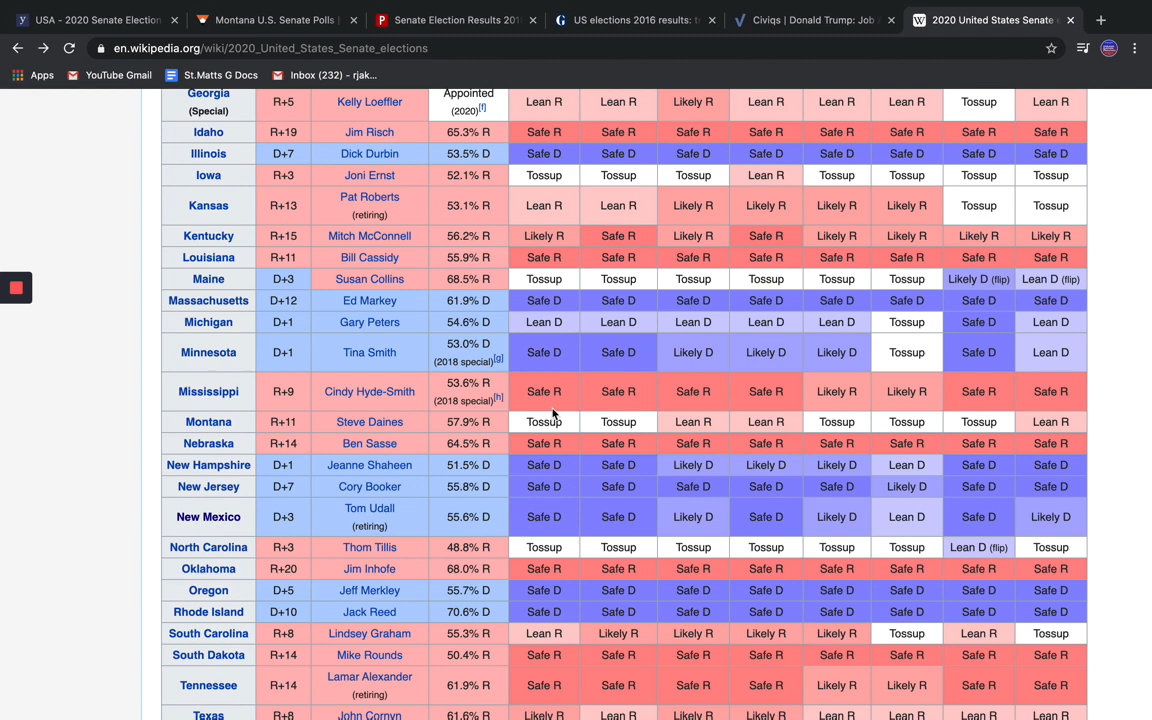 USA - 2020 Senate Election
Montana U.S. Senate Polls |
Senate Election Results 201
US elections 2016 results: t
Civiqs | Donald Trump: Job
2020 United States Senate
en.wikipedia.org/wiki/2020_United_States_Senate_elections
Apps YouTube Gmail St.Matts G Docs Inbox (232) - rjak...
Georgia (Special) R+5 Kelly Loeffler Appointed (2020)[f] Lean R Lean R Likely R Lean R Lean R Lean R Tossup Lean R
Idaho R+19 Jim Risch 65.3% R Safe R Safe R Safe R Safe R Safe R Safe R Safe R Safe R
Illinois D+7 Dick Durbin 53.5% D Safe D Safe D Safe D Safe D Safe D Safe D Safe D Safe D
Iowa R+3 Joni Ernst 52.1% R Tossup Tossup Tossup Lean R Tossup Tossup Tossup Tossup
Kansas R+13 Pat Roberts (retiring) 53.1% R Lean R Lean R Likely R Likely R Likely R Likely R Tossup Tossup
Kentucky R+15 Mitch McConnell 56.2% R Likely R Safe R Likely R Safe R Likely R Likely R Likely R Likely R
Louisiana R+11 Bill Cassidy 55.9% R Safe R Safe R Safe R Safe R Safe R Safe R Safe R Safe R
Maine D+3 Susan Collins 68.5% R Tossup Tossup Tossup Tossup Tossup Tossup Likely D (flip) Lean D (flip)
Massachusetts D+12 Ed Markey 61.9% D Safe D Safe D Safe D Safe D Safe D Safe D Safe D Safe D
Michigan D+1 Gary Peters 54.6% D Lean D Lean D Lean D Lean D Lean D Tossup Safe D Lean D
Minnesota D+1 Tina Smith 53.0% D (2018 special)[g] Safe D Safe D Likely D Likely D Likely D Tossup Safe D Lean D
Mississippi R+9 Cindy Hyde-Smith 53.6% R (2018 special)[h] Safe R Safe R Safe R Safe R Likely R Likely R Safe R Safe R
Montana R+11 Steve Daines 57.9% R Tossup Tossup Lean R Lean R Tossup Tossup Tossup Lean R
Nebraska R+14 Ben Sasse 64.5% R Safe R Safe R Safe R Safe R Safe R Safe R Safe R Safe R
New Hampshire D+1 Jeanne Shaheen 51.5% D Safe D Safe D Likely D Likely D Likely D Lean D Safe D Safe D
New Jersey D+7 Cory Booker 55.8% D Safe D Safe D Safe D Safe D Safe D Likely D Safe D Safe D
New Mexico D+3 Tom Udall (retiring) 55.6% D Safe D Safe D Likely D Safe D Likely D Lean D Safe D Likely D
North Carolina R+3 Thom Tillis 48.8% R Tossup Tossup Tossup Tossup Tossup Tossup Lean D (flip) Tossup
Oklahoma R+20 Jim Inhofe 68.0% R Safe R Safe R Safe R Safe R Safe R Safe R Safe R Safe R
Oregon D+5 Jeff Merkley 55.7% D Safe D Safe D Safe D Safe D Safe D Safe D Safe D Safe D
Rhode Island D+10 Jack Reed 70.6% D Safe D Safe D Safe D Safe D Safe D Safe D Safe D Safe D
South Carolina R+8 Lindsey Graham 55.3% R Lean R Likely R Likely R Likely R Likely R Tossup Lean R Tossup
South Dakota R+14 Mike Rounds 50.4% R Safe R Safe R Safe R Safe R Safe R Safe R Safe R Safe R
Tennessee R+14 Lamar Alexander (retiring) 61.9% R Safe R Safe R Safe R Safe R Likely R Likely R Safe R Safe R
Texas R+8 John Cornyn 61.6% R Likely R Lean R Likely R Likely R Lean R Lean R Lean R Lean R